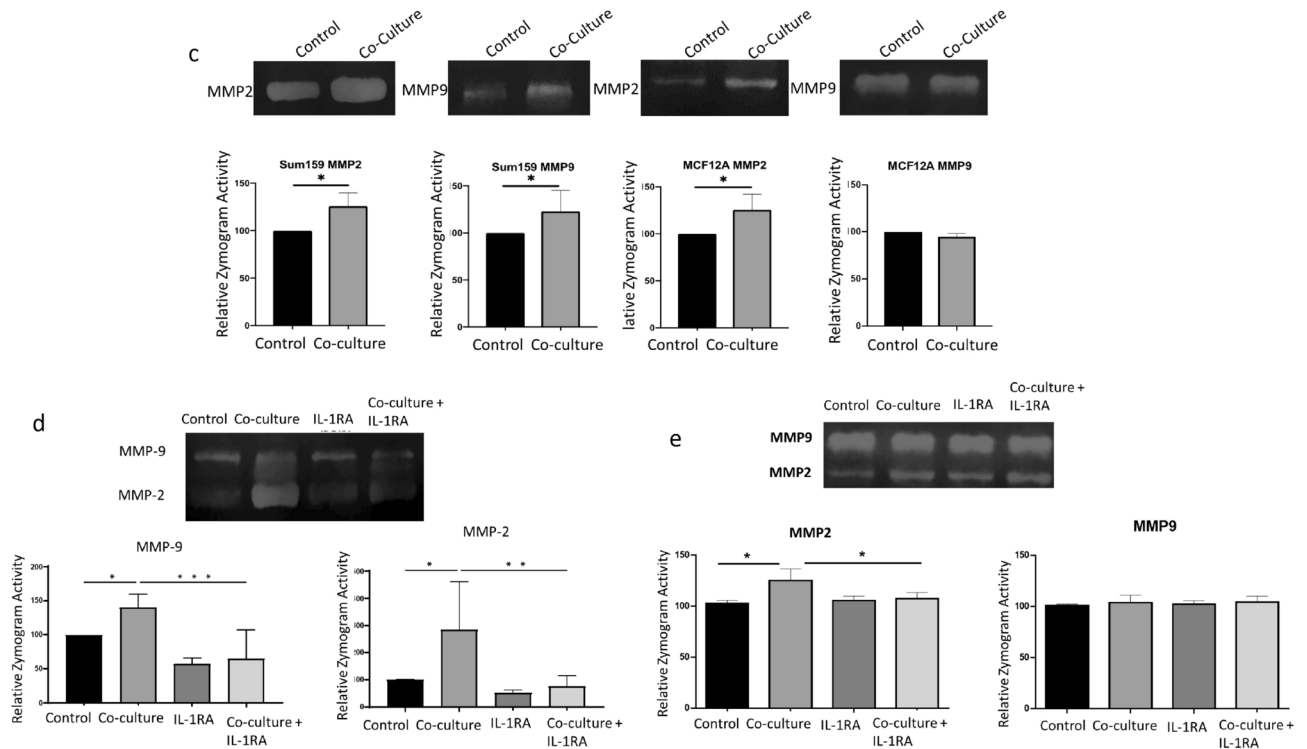 c
Control Co-Culture Control Co-Culture Control Co-Culture Control Co-Culture
MMP2 MMP9 MMP2 MMP9
Sum159 MMP2
Relative Zymogram Activity
150
100
50
0
*
Control Co-culture
Sum159 MMP9
Relative Zymogram Activity
150
100
50
0
*
Control Co-culture
MCF12A MMP2
lative Zymogram Activity
150
100
50
0
*
Control Co-culture
MCF12A MMP9
Relative Zymogram Activity
150
100
50
0
Control Co-culture
d
Control Co-culture IL-1RA Co-culture +
IL-1RA
MMP-9
MMP-2
MMP-9
Relative Zymogram Activity
200
150
100
50
0
* * * *
Control Co-culture IL-1RA Co-culture +
IL-1RA
MMP-2
Relative Zymogram Activity
500
400
300
200
100
0
* * *
Control Co-culture IL-1RA Co-culture +
IL-1RA
e
Control Co-culture IL-1RA Co-culture +
IL-1RA
MMP9
MMP2
MMP2
Relative Zymogram Activity
150
100
50
0
* *
Control Co-culture IL-1RA Co-culture +
IL-1RA
MMP9
Relative Zymogram Activity
150
100
50
0
Control Co-culture IL-1RA Co-culture +
IL-1RA